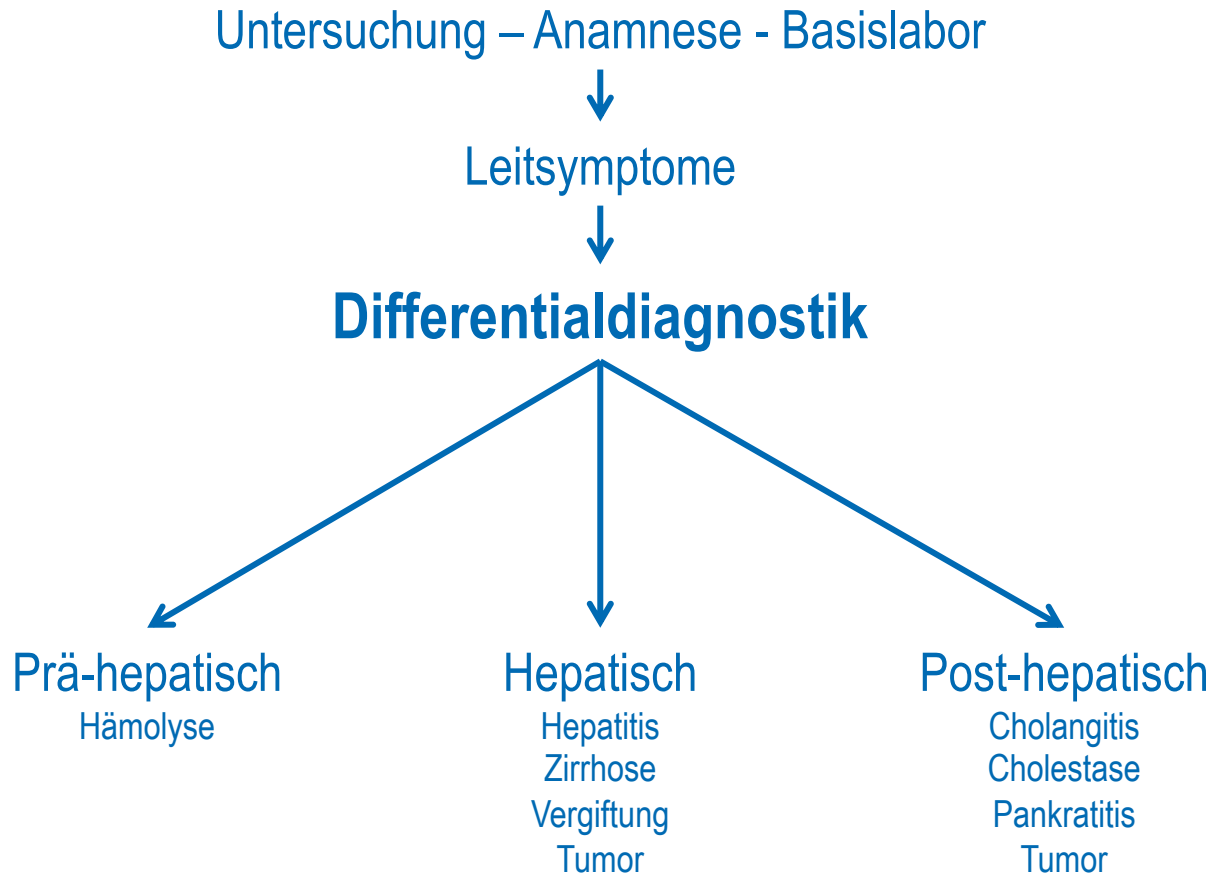 Untersuchung – Anamnese - Basislabor
Leitsymptome
Differentialdiagnostik
Prä-hepatisch
Hämolyse
Hepatisch
Hepatitis
Zirrhose
Vergiftung
Tumor
Post-hepatisch
Cholangitis
Cholestase
Pankratitis
Tumor